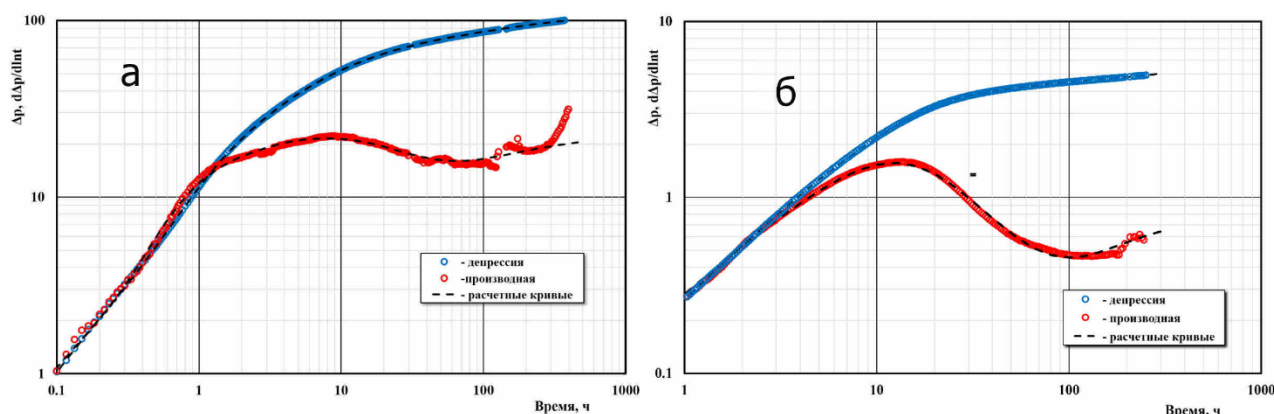 100
а
Δp, dΔp/dlnt
10
○ - депрессия
○ -производная
- - расчетные кривые
1
0.1 1 10 100 1000
Время, ч
10
б
Δp, dΔp/dlnt
1
○ - депрессия
○ - производная
- - расчетные кривые
0.1
1 10 100 1000
Время, ч